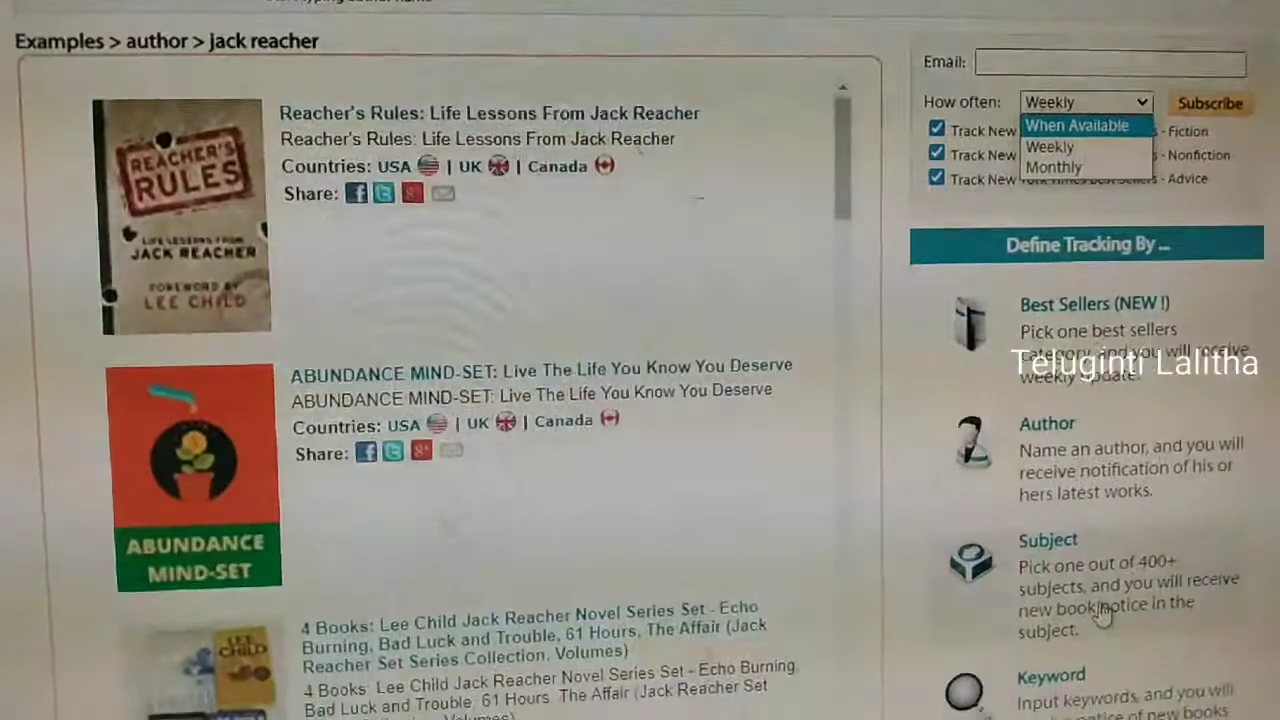 Examples > author > jack reacher
REACHER'S
RULES
LIFE LESSONS FROM
JACK REACHER
FOREWORD BY
LEE CHILD
Reacher's Rules: Life Lessons From Jack Reacher
Reacher's Rules: Life Lessons From Jack Reacher
Countries: USA | UK | Canada
Share:
ABUNDANCE
MIND-SET
ABUNDANCE MIND-SET: Live The Life You Know You Deserve
ABUNDANCE MIND-SET: Live The Life You Know You Deserve
Countries: USA | UK | Canada
Share:
LEE
CHILD
4 Books: Lee Child Jack Reacher Novel Series Set - Echo
Burning, Bad Luck and Trouble, 61 Hours, The Affair (Jack
Reacher Set Series Collection, Volumes)
4 Books: Lee Child Jack Reacher Novel Series Set - Echo Burning,
Bad Luck and Trouble, 61 Hours, The Affair (Jack Reacher Set
Email:
How often: Weekly Subscribe
When Available
Weekly
Monthly
Track New - Fiction
Track New - Nonfiction
Track New - Advice
Define Tracking By ...
Best Sellers (NEW !)
Pick one best sellers
category, and you will receive
weekly update.
Teluginti Lalitha
Author
Name an author, and you will
receive notification of his or
hers latest works.
Subject
Pick one out of 400+
subjects, and you will receive
new book notice in the
subject.
Keyword
Input keywords, and you will
notice of new books